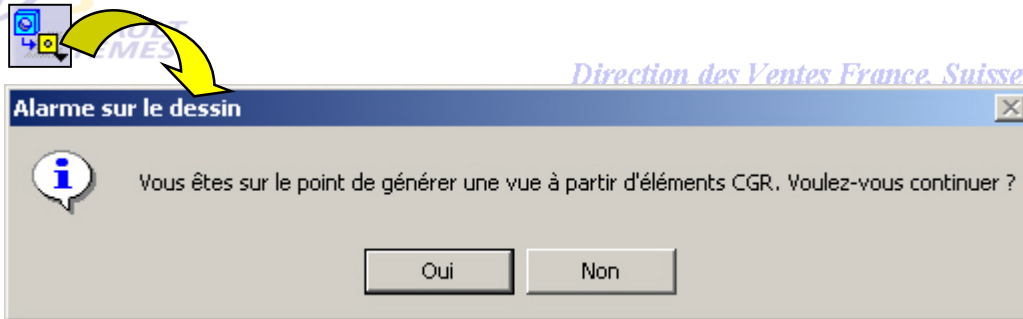 Direction des Ventes France, Suisse
Alarme sur le dessin
Vous êtes sur le point de générer une vue à partir d'éléments CGR. Voulez-vous continuer ?
Oui
Non